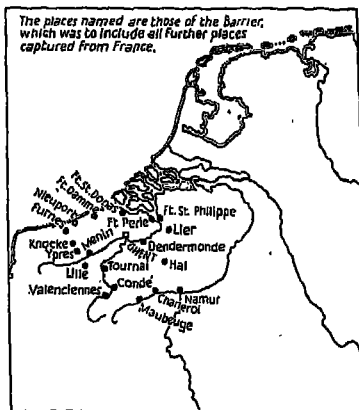 The places named are those of the Barrier,
which was to include all further places
captured from France.
Ft. St. Donas
Ft. Damme
Nieuport
Furnes
Ft. Perle
Ft. St. Philippe
Lier
Knocke
Ypres
Menin
GHENT
Dendermonde
Hal
Lille
Tournai
Valenciennes
Condé
Namur
Charleroi
Maubeuge